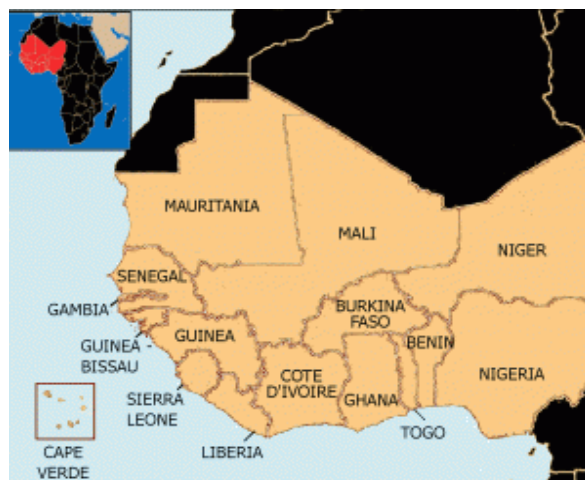 MAURITANIA
MALI
NIGER
SENEGAL
GAMBIA
BURKINA
FASO
GUINEA
BENIN
GUINEA -
BISSAU
COTE
D'IVOIRE
NIGERIA
SIERRA
LEONE
GHANA
TOGO
LIBERIA
CAPE
VERDE